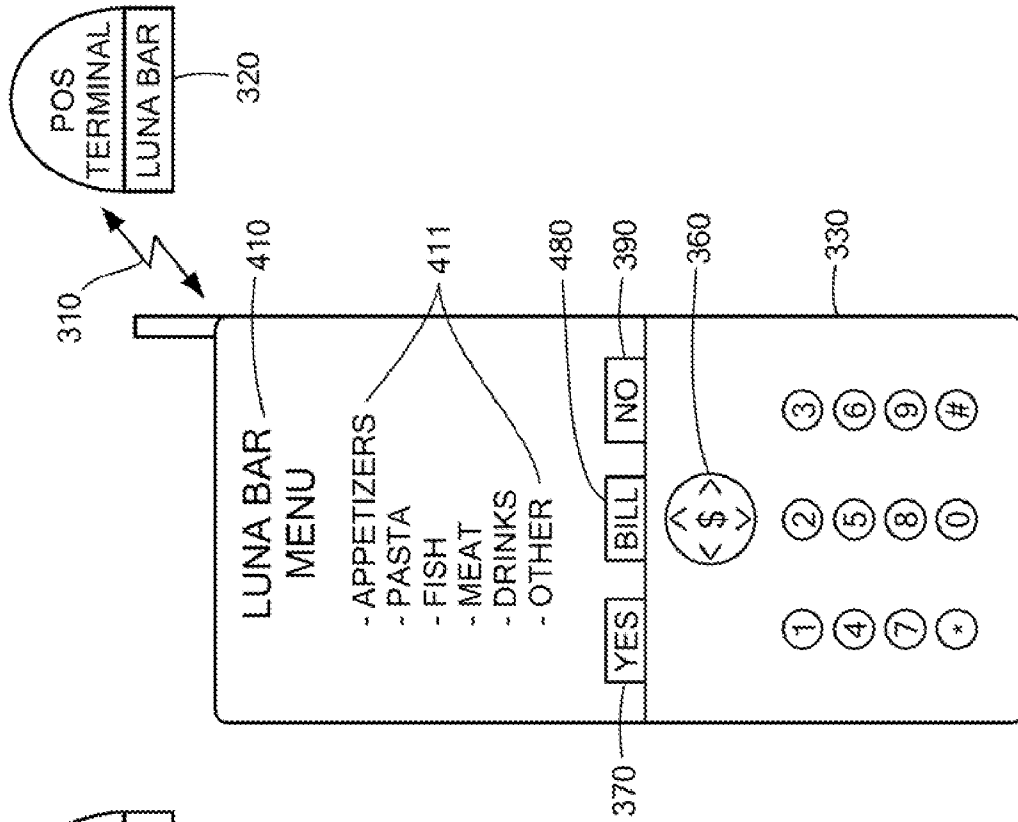 POS
TERMINAL
LUNA BAR
320
310
410
LUNA BAR
MENU
411
- APPETIZERS
- PASTA
- FISH
- MEAT
- DRINKS
- OTHER
480
390
370
YES
BILL
NO
360
< ^ $ v >
330
1 2 3
4 5 6
7 8 9
* 0 #